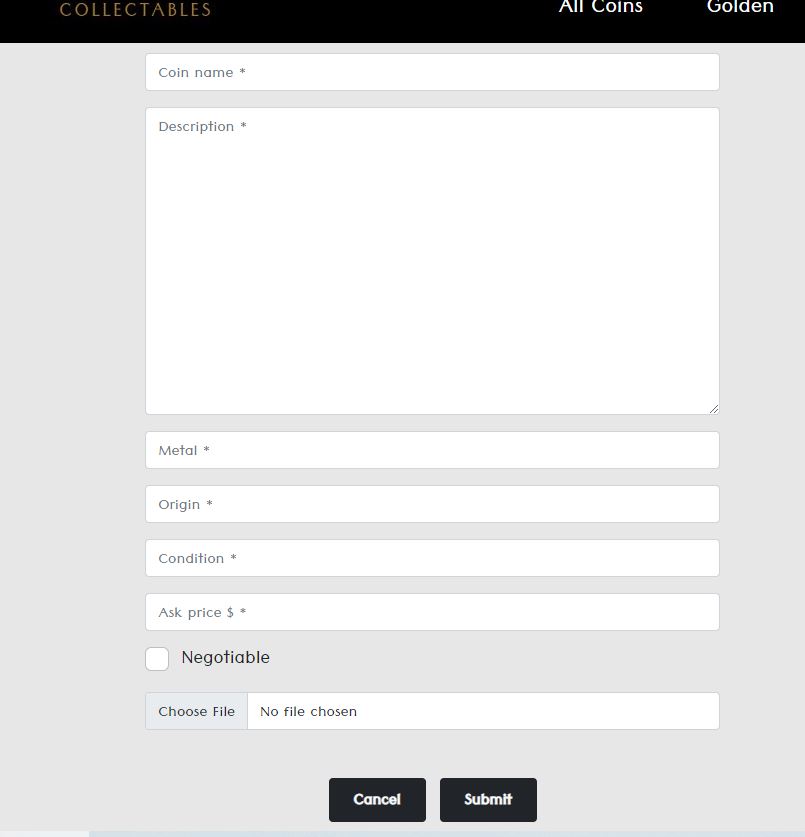 COLLECTABLES All Coins Golden
Coin name *
Description *
Metal *
Origin *
Condition *
Ask price $ *
Negotiable
Choose File No file chosen
Cancel Submit